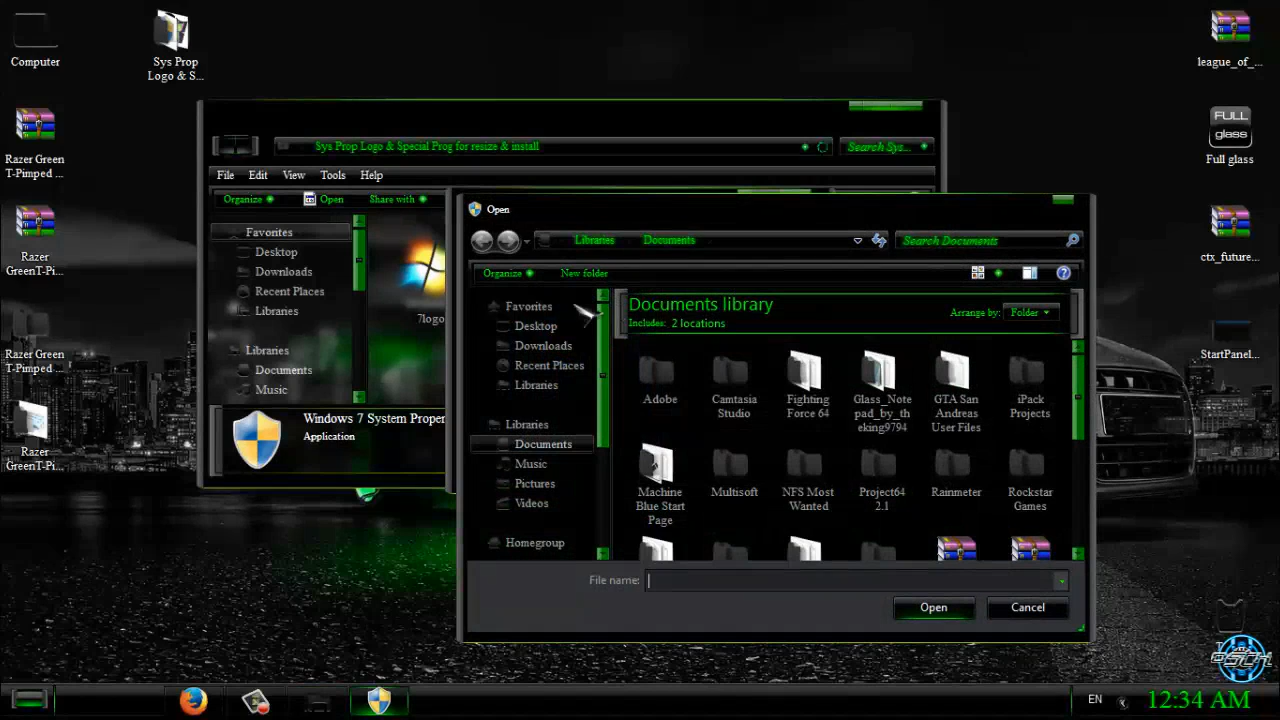 Computer
Sys Prop
Logo & S...
Razer Green
T-Pimped ...
Razer
GreenT-Pi...
Razer Green
T-Pimped ...
Razer
GreenT-Pi...
league_of_...
FULL
glass
Full glass
ctx_future...
StartPanel...
Sys Prop Logo & Special Prog for resize & install
Search Sys...
File Edit View Tools Help
Organize Open Share with
Favorites
Desktop
Downloads
Recent Places
Libraries
Libraries
Documents
Music
7logo
Windows 7 System Proper
Application
Open
Libraries Documents
Search Documents
Organize New folder
Favorites
Desktop
Downloads
Recent Places
Libraries
Libraries
Documents
Music
Pictures
Videos
Homegroup
Documents library
Includes: 2 locations
Arrange by: Folder
Adobe
Camtasia
Studio
Fighting
Force 64
Glass_Note
pad_by_th
eking9794
GTA San
Andreas
User Files
iPack
Projects
Machine
Blue Start
Page
Multisoft
NFS Most
Wanted
Project64
2.1
Rainmeter
Rockstar
Games
File name:
Open Cancel
EN 12:34 AM